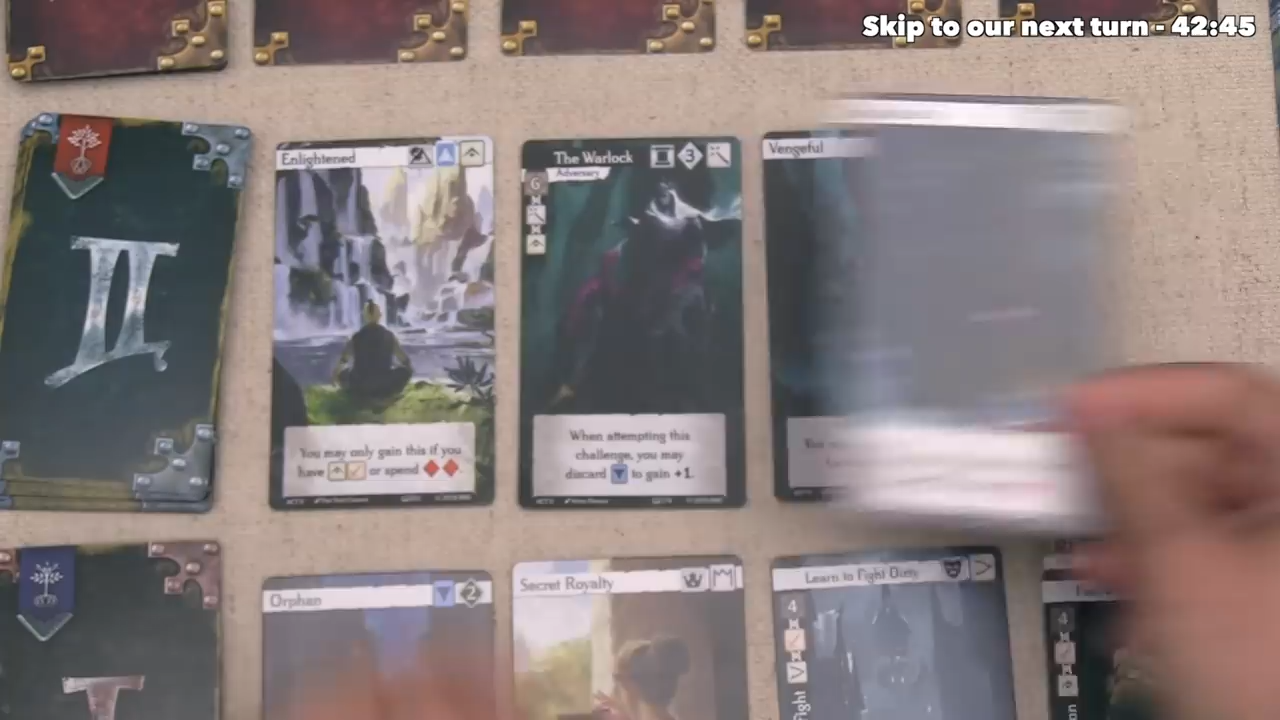 Skip to our next turn - 42:45
Enlightened
The Warlock
3
Vengeful
Adversary
6
II
You may only gain this if you
have or spend
When attempting this
challenge, you may
discard to gain +1.
Orphan
2
Secret Royalty
Learn to Fight Dirty
4
4
I